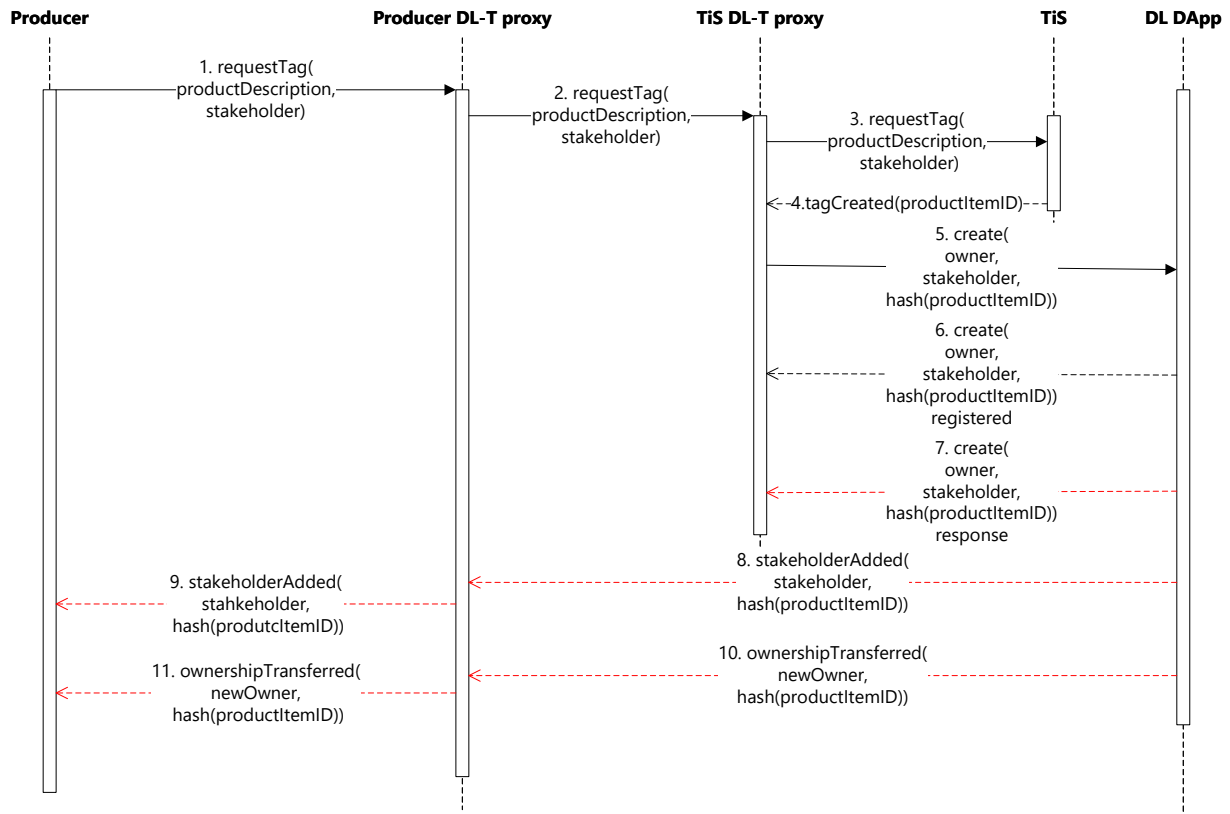 Producer
Producer DL-T proxy
TiS DL-T proxy
TiS
DL DApp
1. requestTag(
productDescription,
stakeholder)
2. requestTag(
productDescription,
stakeholder)
3. requestTag(
productDescription,
stakeholder)
4.tagCreated(productItemID)
5. create(
owner,
stakeholder,
hash(productItemID))
6. create(
owner,
stakeholder,
hash(productItemID))
registered
7. create(
owner,
stakeholder,
hash(productItemID))
response
8. stakeholderAdded(
stakeholder,
hash(productItemID))
9. stakeholderAdded(
stahkeholder,
hash(produtcItemID))
10. ownershipTransferred(
newOwner,
hash(productItemID))
11. ownershipTransferred(
newOwner,
hash(productItemID))